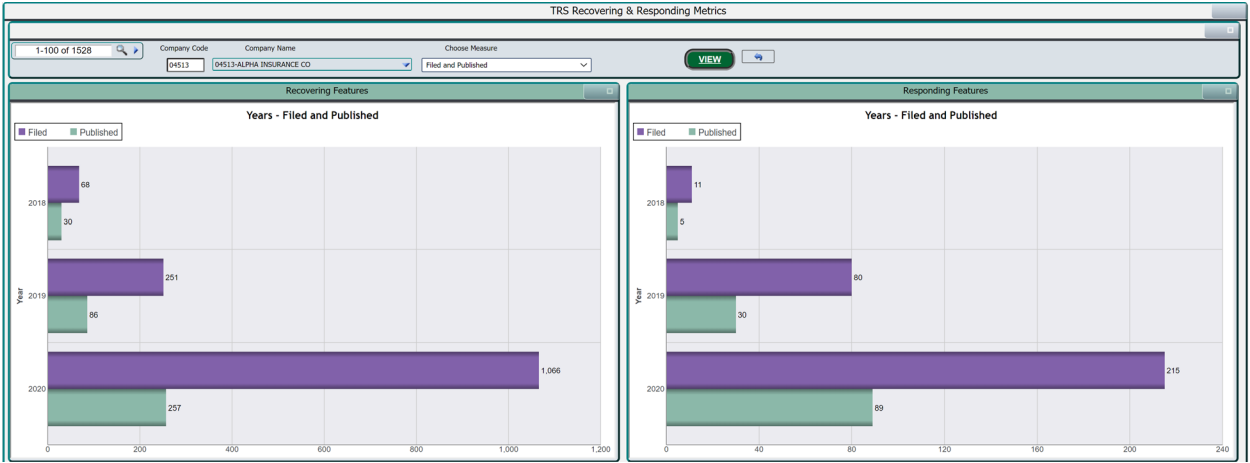 TRS Recovering & Responding Metrics
1-100 of 1528
Company Code
Company Name
Choose Measure
04513
04513-ALPHA INSURANCE CO
Filed and Published
VIEW
Recovering Features
Years - Filed and Published
Filed
Published
68
2018
30
251
Year
2019
86
1,066
2020
257
0
200
400
600
800
1,000
1,200
Responding Features
Years - Filed and Published
Filed
Published
11
2018
5
80
Year
2019
30
215
2020
89
0
40
80
120
160
200
240